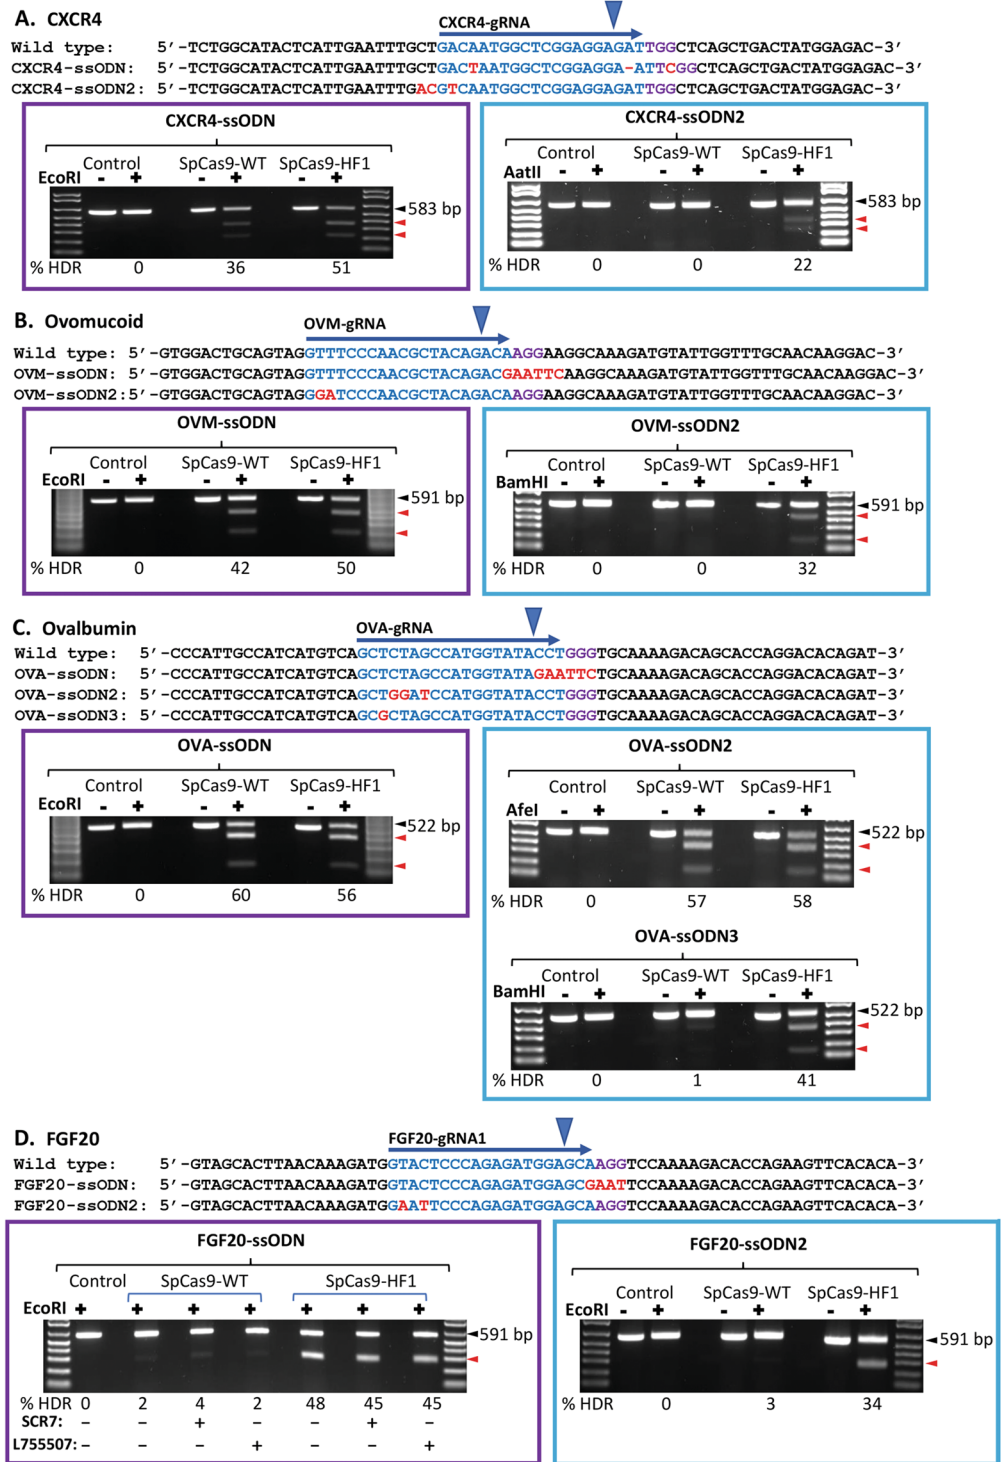 A. CXCR4
CXCR4-gRNA
Wild type: 5’-TCTGGCATACTCATTGAATTTGCTGACAATGGCTCGGAGGAGATTGGCTCAGCTGACTATGGAGAC-3’
CXCR4-ssODN: 5’-TCTGGCATACTCATTGAATTTGCTGACTAATGGCTCGGAGGA-ATTCGGCTCAGCTGACTATGGAGAC-3’
CXCR4-ssODN2: 5’-TCTGGCATACTCATTGAATTTGACGTCAATGGCTCGGAGGAGATTGGCTCAGCTGACTATGGAGAC-3’
CXCR4-ssODN
Control SpCas9-WT SpCas9-HF1
EcoRI - + - + - +
583 bp
% HDR 0 36 51
CXCR4-ssODN2
Control SpCas9-WT SpCas9-HF1
AatII - + - + - +
583 bp
% HDR 0 0 22
B. Ovomucoid
OVM-gRNA
Wild type: 5’-GTGGACTGCAGTAGGTTTCCCAACGCTACAGACAAGGAAGGCAAAGATGTATTGGTTTGCAACAAGGAC-3’
OVM-ssODN: 5’-GTGGACTGCAGTAGGTTTCCCAACGCTACAGACGAATTCAAGGCAAAGATGTATTGGTTTGCAACAAGGAC-3’
OVM-ssODN2: 5’-GTGGACTGCAGTAGGGATCCCAACGCTACAGACAAGGAAGGCAAAGATGTATTGGTTTGCAACAAGGAC-3’
OVM-ssODN
Control SpCas9-WT SpCas9-HF1
EcoRI - + - + - +
591 bp
% HDR 0 42 50
OVM-ssODN2
Control SpCas9-WT SpCas9-HF1
BamHI - + - + - +
591 bp
% HDR 0 0 32
C. Ovalbumin
OVA-gRNA
Wild type: 5’-CCCATTGCCATCATGTCAGCTCTAGCCATGGTATACCTGGGTGCAAAAGACAGCACCAGGACACAGAT-3’
OVA-ssODN: 5’-CCCATTGCCATCATGTCAGCTCTAGCCATGGTATAGAATTCTGCAAAAGACAGCACCAGGACACAGAT-3’
OVA-ssODN2: 5’-CCCATTGCCATCATGTCAGCTGGATCCATGGTATACCTGGGTGCAAAAGACAGCACCAGGACACAGAT-3’
OVA-ssODN3: 5’-CCCATTGCCATCATGTCAGCGCTAGCCATGGTATACCTGGGTGCAAAAGACAGCACCAGGACACAGAT-3’
OVA-ssODN
Control SpCas9-WT SpCas9-HF1
EcoRI - + - + - +
522 bp
% HDR 0 60 56
OVA-ssODN2
Control SpCas9-WT SpCas9-HF1
AfeI - + - + - +
522 bp
% HDR 0 57 58
OVA-ssODN3
Control SpCas9-WT SpCas9-HF1
BamHI - + - + - +
522 bp
% HDR 0 1 41
D. FGF20
FGF20-gRNA1
Wild type: 5’-GTAGCACTTAACAAAGATGGTACTCCCAGAGATGGAGCAAGGTCCAAAAGACACCAGAAGTTCACACA-3’
FGF20-ssODN: 5’-GTAGCACTTAACAAAGATGGTACTCCCAGAGATGGAGCGAATTCCAAAAGACACCAGAAGTTCACACA-3’
FGF20-ssODN2: 5’-GTAGCACTTAACAAAGATGGAATTCCCAGAGATGGAGCAAGGTCCAAAAGACACCAGAAGTTCACACA-3’
FGF20-ssODN
Control SpCas9-WT SpCas9-HF1
EcoRI + + + + + + +
591 bp
% HDR 0 2 4 2 48 45 45
SCR7: – – + – – + –
L755507: – – – + – – +
FGF20-ssODN2
Control SpCas9-WT SpCas9-HF1
EcoRI - + - + - +
591 bp
% HDR 0 3 34